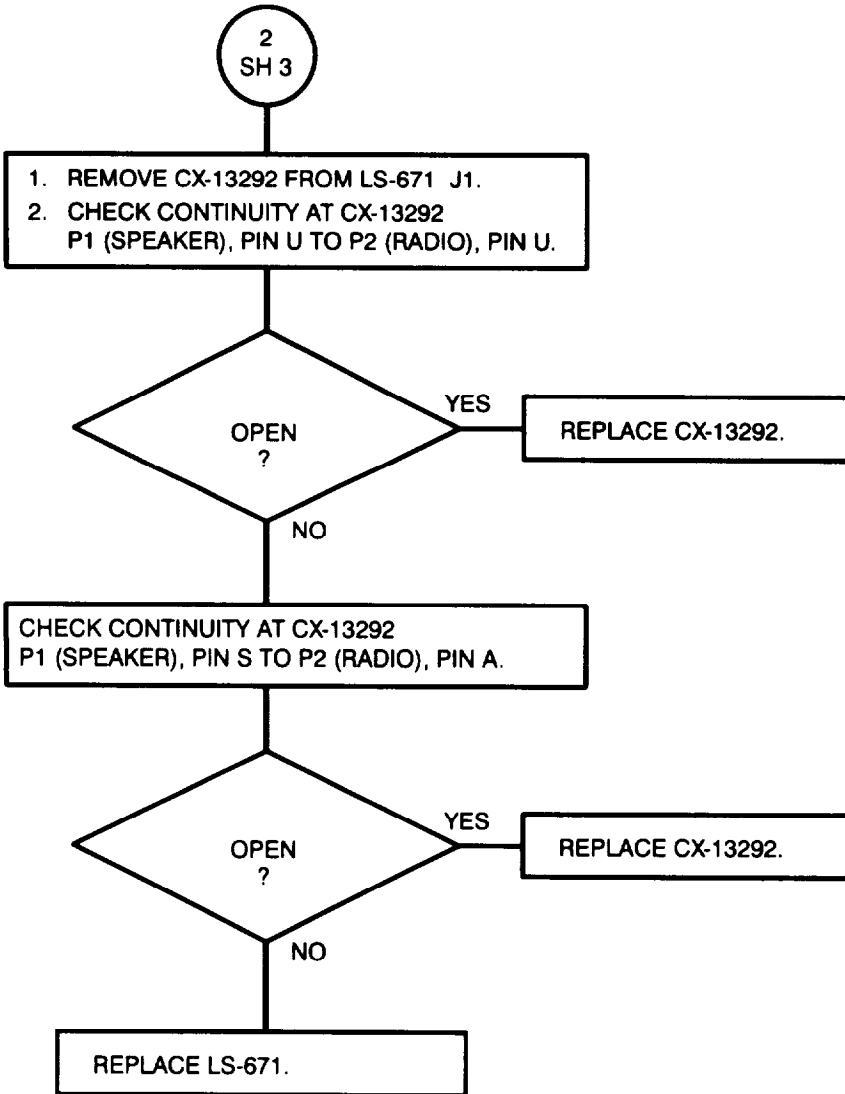 2
SH 3
1. REMOVE CX-13292 FROM LS-671 J1.
2. CHECK CONTINUITY AT CX-13292
P1 (SPEAKER), PIN U TO P2 (RADIO), PIN U.
OPEN
?
YES
REPLACE CX-13292.
NO
CHECK CONTINUITY AT CX-13292
P1 (SPEAKER), PIN S TO P2 (RADIO), PIN A.
OPEN
?
YES
REPLACE CX-13292.
NO
REPLACE LS-671.